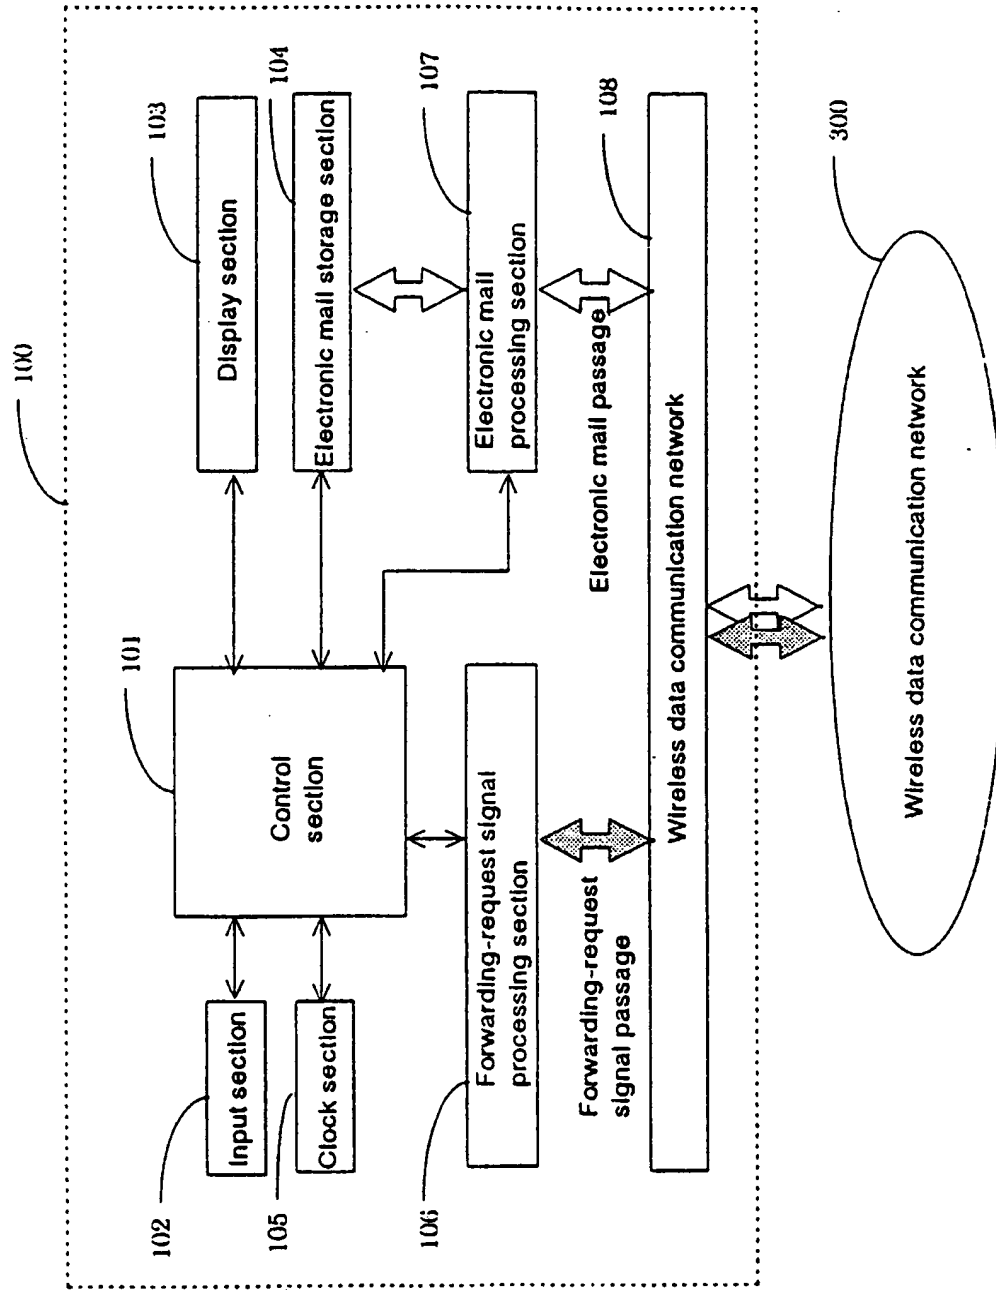 100
102
Input section
105
Clock section
101
Control
section
103
Display section
104
Electronic mail storage section
106
Forwarding-request signal
processing section
107
Electronic mail
processing section
Forwarding-request
signal passage
Electronic mail passage
108
Wireless data communication network
300
Wireless data communication network